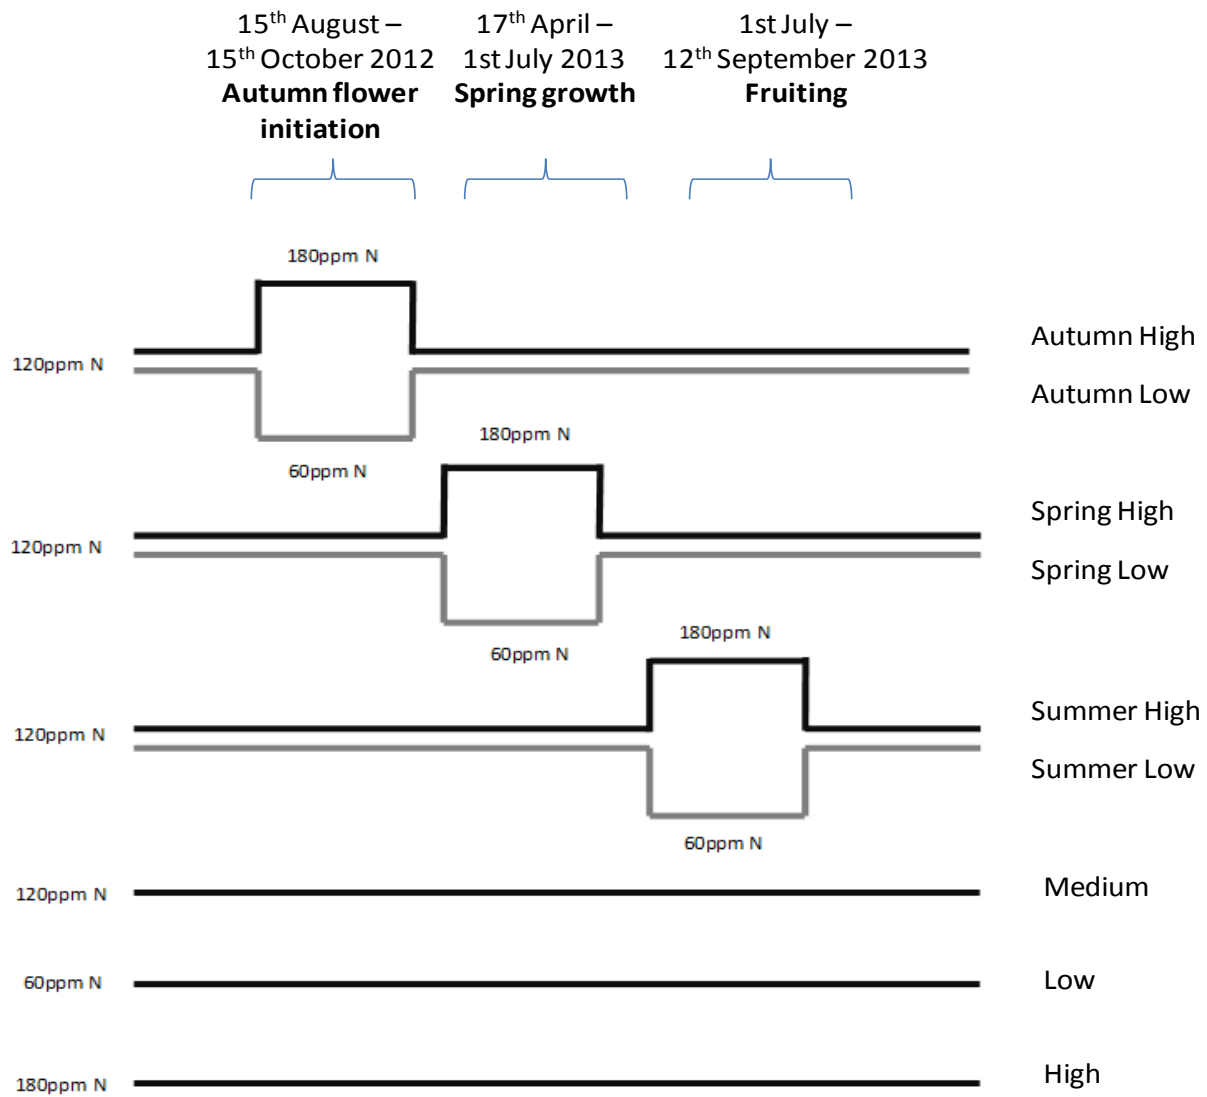 15th August –
15th October 2012
Autumn flower
initiation
17th April –
1st July 2013
Spring growth
1st July –
12th September 2013
Fruiting
180ppm N
120ppm N
Autumn High
Autumn Low
60ppm N
180ppm N
120ppm N
Spring High
Spring Low
60ppm N
180ppm N
120ppm N
Summer High
Summer Low
60ppm N
120ppm N
Medium
60ppm N
Low
180ppm N
High